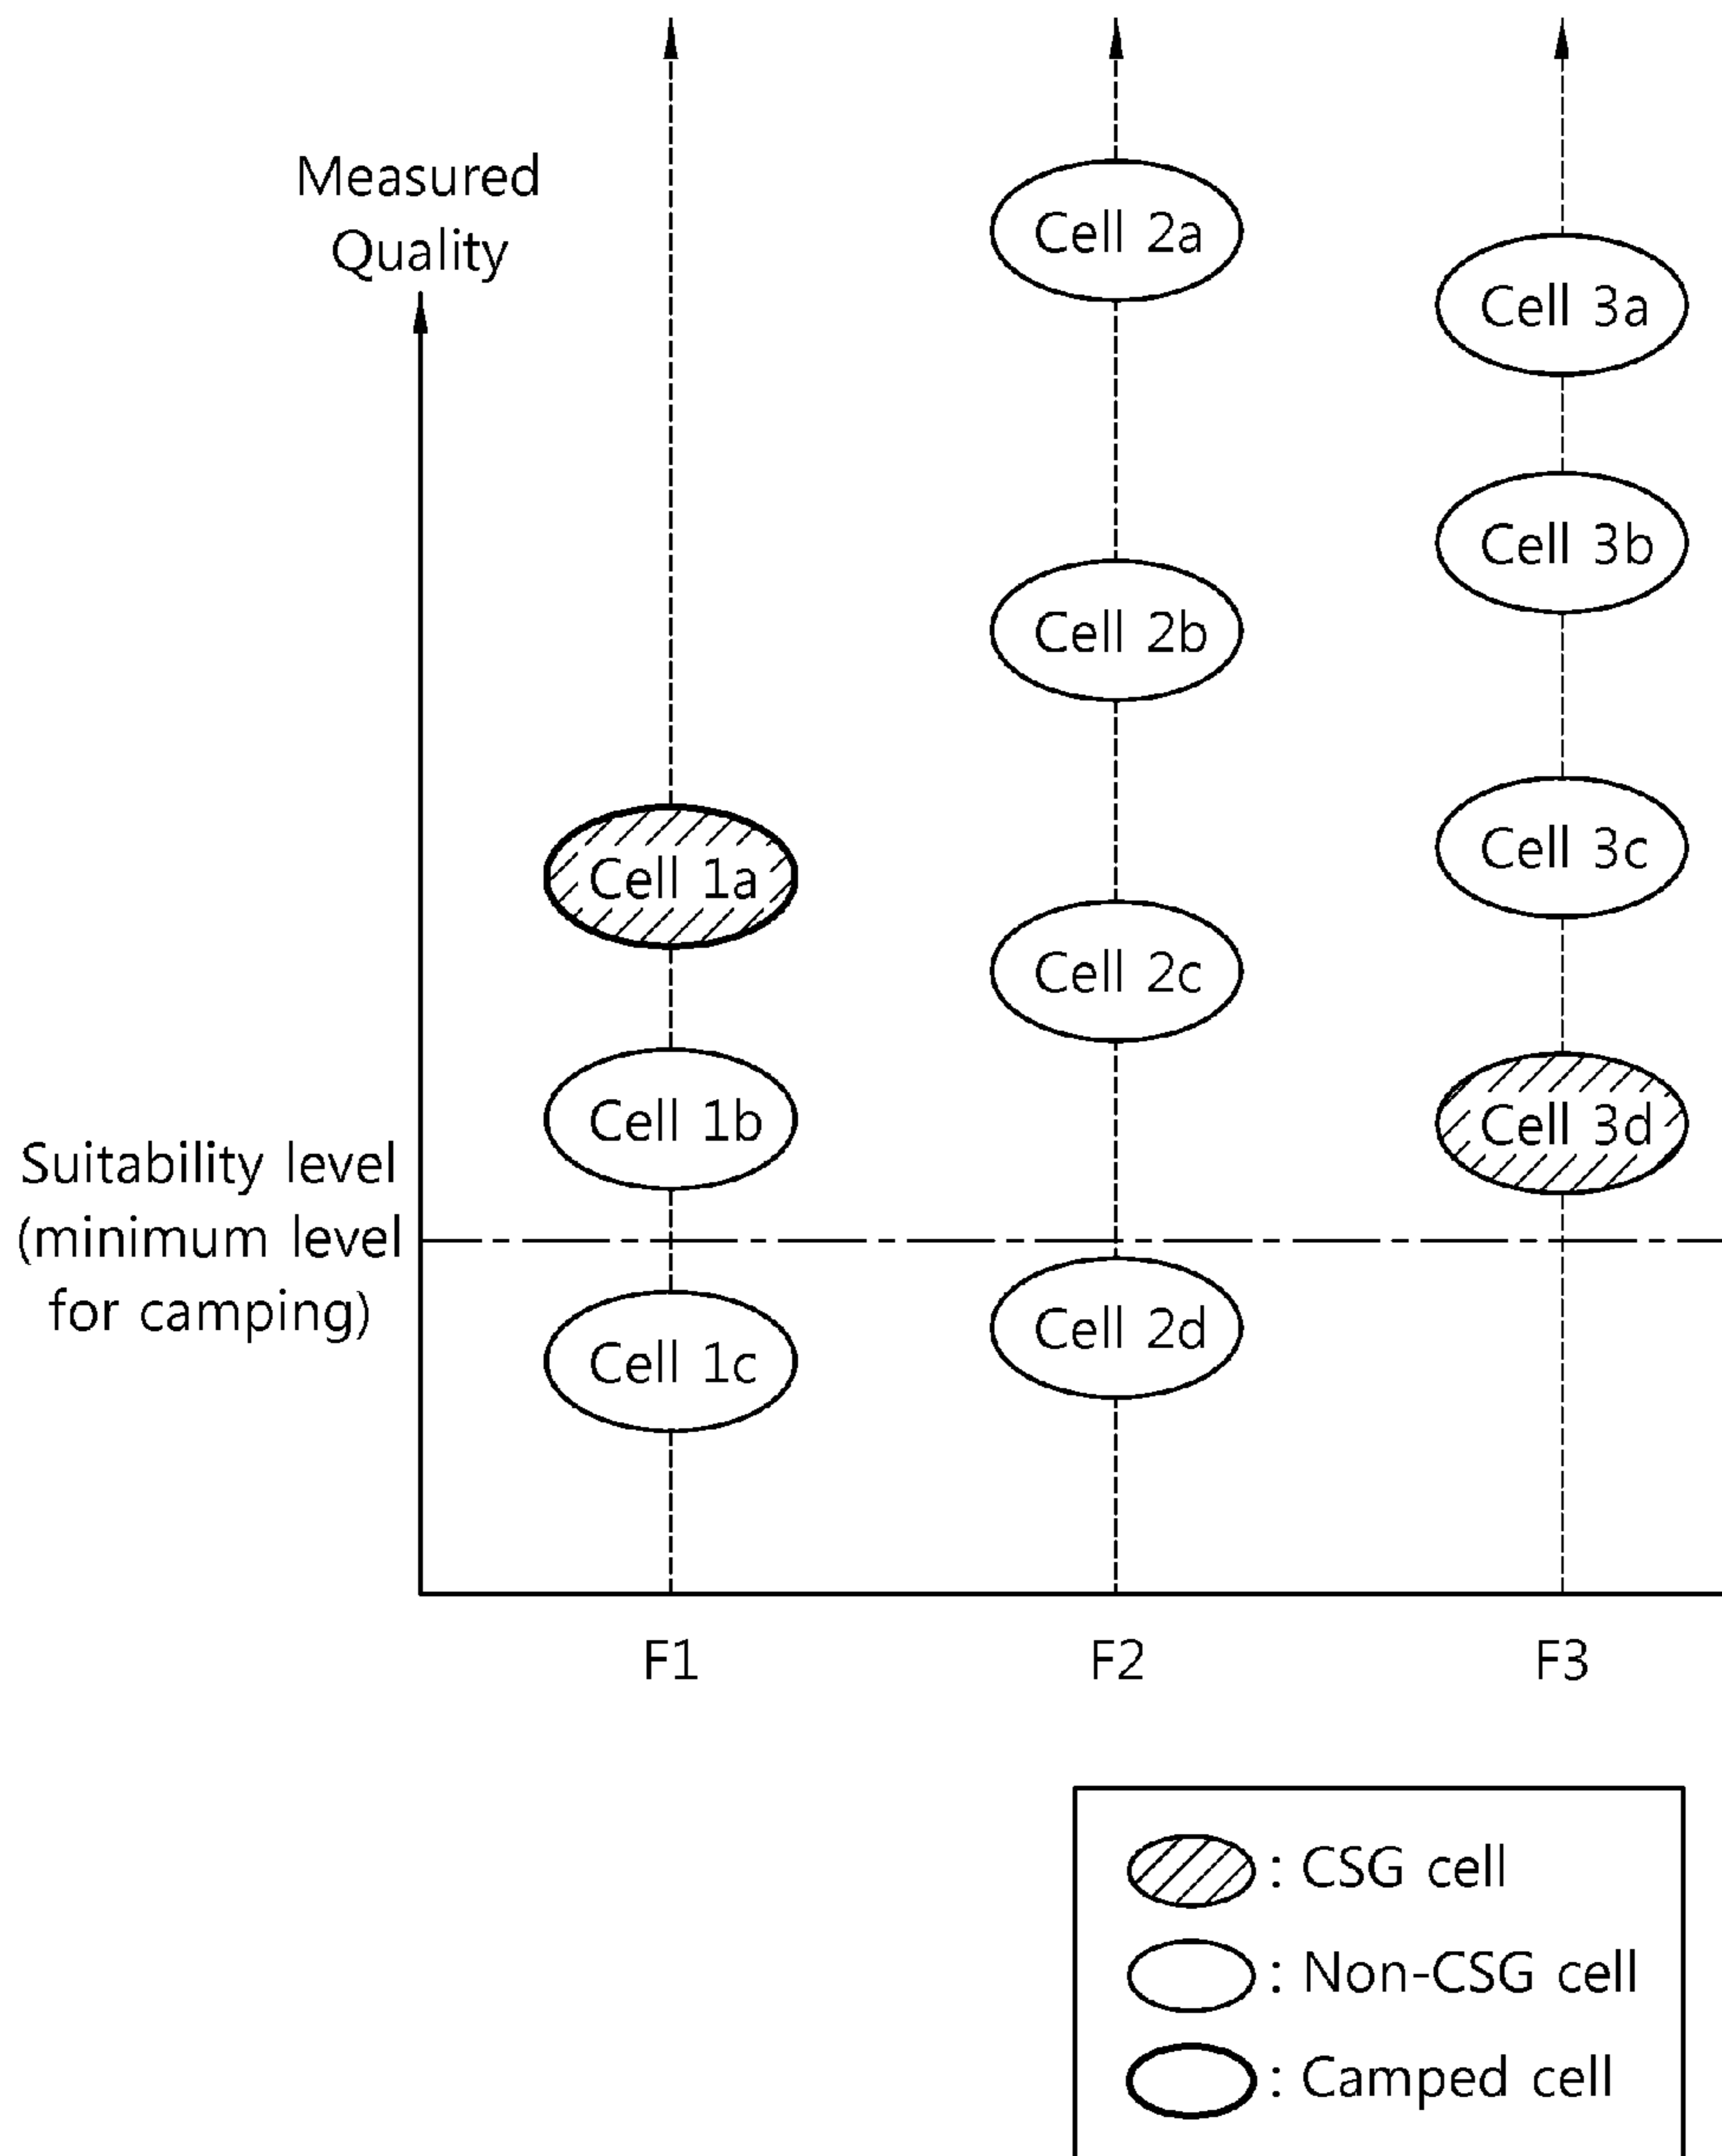 Measured
Quality
Cell 2a
Cell 3a
Cell 3b
Cell 2b
Cell 3c
Cell 1a
Cell 2c
Cell 1b
Cell 3d
Suitability level
(minimum level
for camping)
Cell 2d
Cell 1c
F1
F2
F3
: CSG cell
: Non-CSG cell
: Camped cell